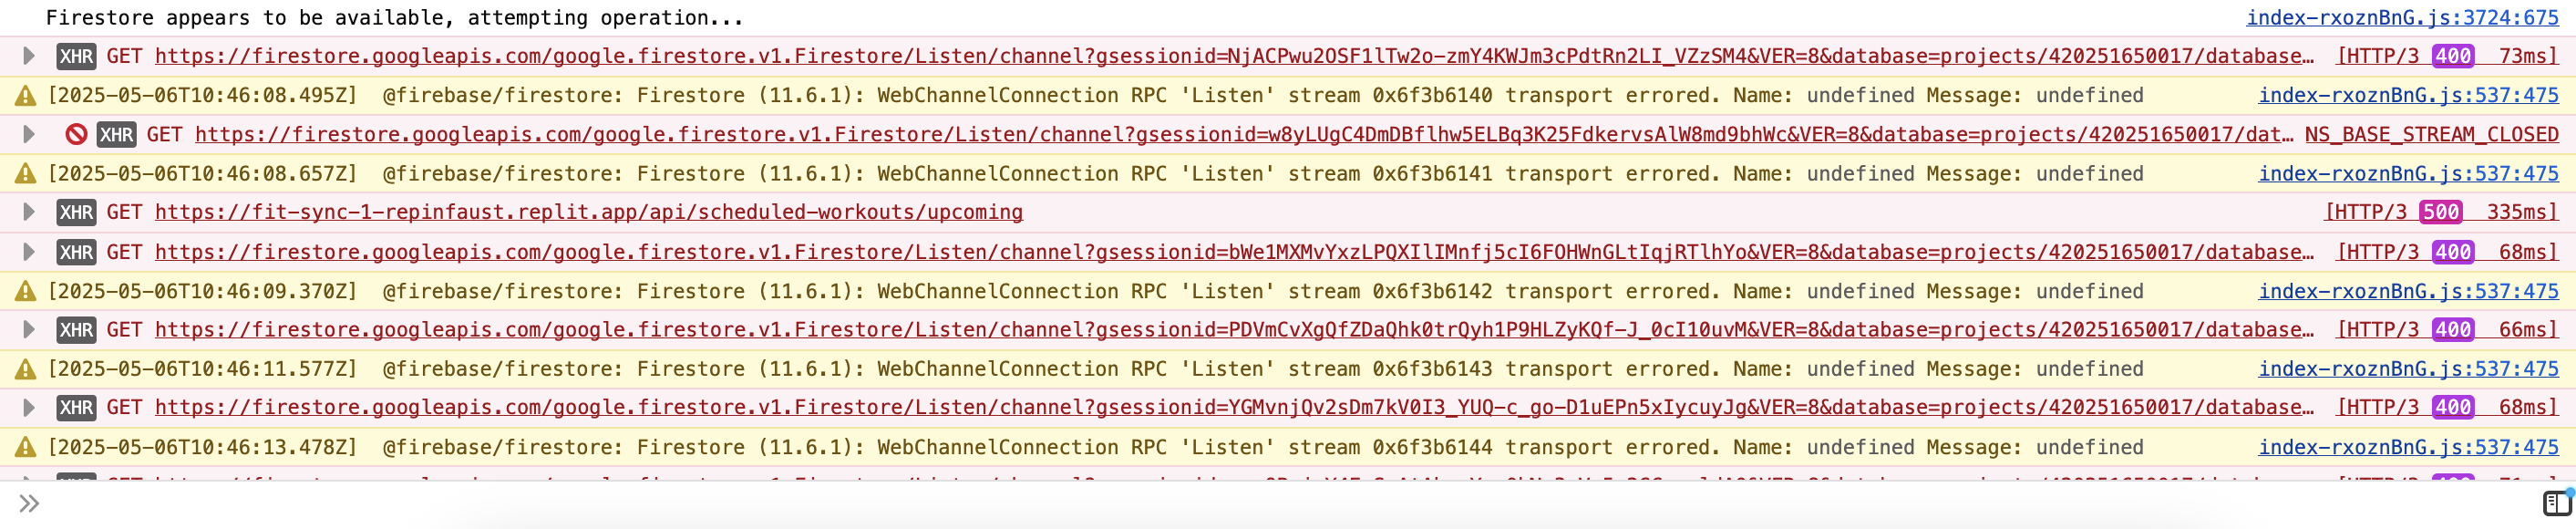 Firestore appears to be available, attempting operation... index-rxoznBnG.js:3724:675
XHR GET https://firestore.googleapis.com/google.firestore.v1.Firestore/Listen/channel?gsessionid=NjACPwu2OSF1lTw2o-zmY4KWJm3cPdtRn2LI_VZzSM4&VER=8&database=projects/420251650017/database… [HTTP/3 400 73ms]
[2025-05-06T10:46:08.495Z] @firebase/firestore: Firestore (11.6.1): WebChannelConnection RPC 'Listen' stream 0x6f3b6140 transport errored. Name: undefined Message: undefined index-rxoznBnG.js:537:475
XHR GET https://firestore.googleapis.com/google.firestore.v1.Firestore/Listen/channel?gsessionid=w8yLUgC4DmDBflhw5ELBq3K25FdkervsAlW8md9bhWc&VER=8&database=projects/420251650017/dat… NS_BASE_STREAM_CLOSED
[2025-05-06T10:46:08.657Z] @firebase/firestore: Firestore (11.6.1): WebChannelConnection RPC 'Listen' stream 0x6f3b6141 transport errored. Name: undefined Message: undefined index-rxoznBnG.js:537:475
XHR GET https://fit-sync-1-repinfaust.replit.app/api/scheduled-workouts/upcoming [HTTP/3 500 335ms]
XHR GET https://firestore.googleapis.com/google.firestore.v1.Firestore/Listen/channel?gsessionid=bWe1MXMvYxzLPQXIlIMnfj5cI6FOHWnGLtIqjRTlhYo&VER=8&database=projects/420251650017/database… [HTTP/3 400 68ms]
[2025-05-06T10:46:09.370Z] @firebase/firestore: Firestore (11.6.1): WebChannelConnection RPC 'Listen' stream 0x6f3b6142 transport errored. Name: undefined Message: undefined index-rxoznBnG.js:537:475
XHR GET https://firestore.googleapis.com/google.firestore.v1.Firestore/Listen/channel?gsessionid=PDVmCvXgQfZDaQhk0trQyh1P9HLZyKQf-J_0cI10uvM&VER=8&database=projects/420251650017/database… [HTTP/3 400 66ms]
[2025-05-06T10:46:11.577Z] @firebase/firestore: Firestore (11.6.1): WebChannelConnection RPC 'Listen' stream 0x6f3b6143 transport errored. Name: undefined Message: undefined index-rxoznBnG.js:537:475
XHR GET https://firestore.googleapis.com/google.firestore.v1.Firestore/Listen/channel?gsessionid=YGMvnjQv2sDm7kV0I3_YUQ-c_go-D1uEPn5xIycuyJg&VER=8&database=projects/420251650017/database… [HTTP/3 400 68ms]
[2025-05-06T10:46:13.478Z] @firebase/firestore: Firestore (11.6.1): WebChannelConnection RPC 'Listen' stream 0x6f3b6144 transport errored. Name: undefined Message: undefined index-rxoznBnG.js:537:475